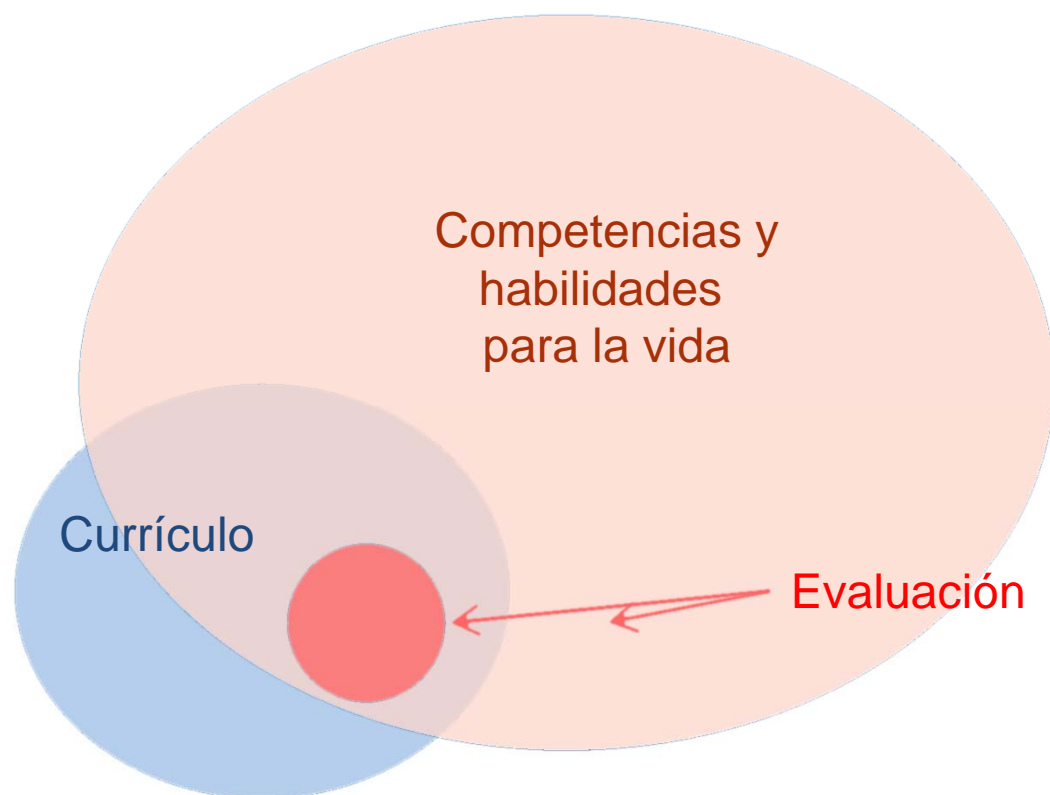 Competencias y
habilidades
para la vida
Currículo
Evaluación